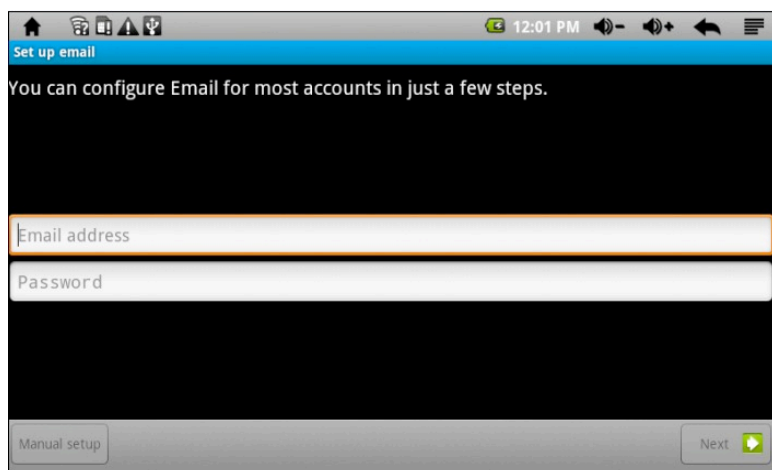 12:01 PM
Set up email
You can configure Email for most accounts in just a few steps.
Email address
Password
Manual setup
Next